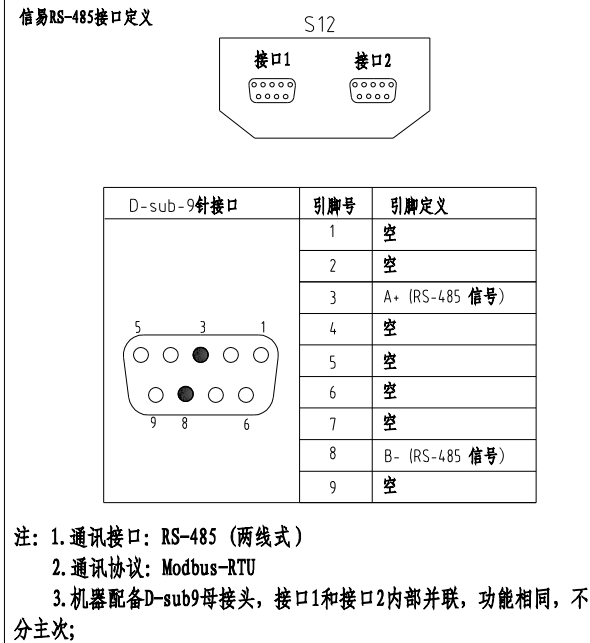 信易RS-485接口定义
S12
接口1 接口2
D-sub-9针接口 引脚号 引脚定义
1 空
2 空
3 A+ (RS-485 信号)
4 空
5 空
6 空
7 空
8 B- (RS-485 信号)
9 空
5 3 1
9 8 6
注: 1.通讯接口: RS-485 (两线式)
2.通讯协议: Modbus-RTU
3.机器配备D-sub9母接头, 接口1和接口2内部并联, 功能相同, 不
分主次;